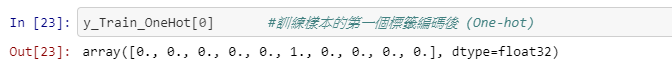 In [23]: y_Train_OneHot[0] #訓練樣本的第一個標籤編碼後 (One-hot)
Out[23]: array([0., 0., 0., 0., 0., 1., 0., 0., 0., 0.], dtype=float32)